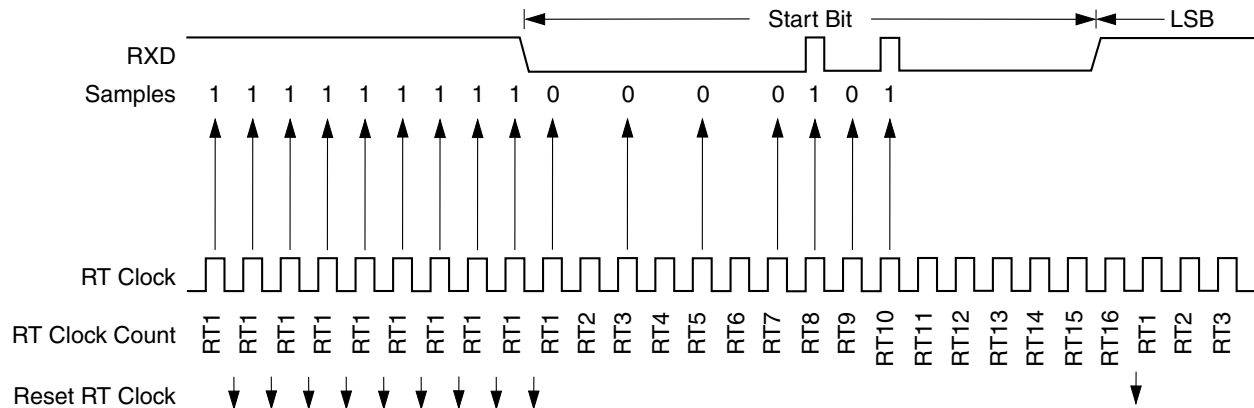 Start Bit LSB
RXD
Samples 1 1 1 1 1 1 1 1 1 0 0 0 0 1 0 1
RT Clock
RT Clock Count RT1 RT1 RT1 RT1 RT1 RT1 RT1 RT1 RT1 RT1 RT2 RT3 RT4 RT5 RT6 RT7 RT8 RT9 RT10 RT11 RT12 RT13 RT14 RT15 RT16 RT1 RT2 RT3
Reset RT Clock